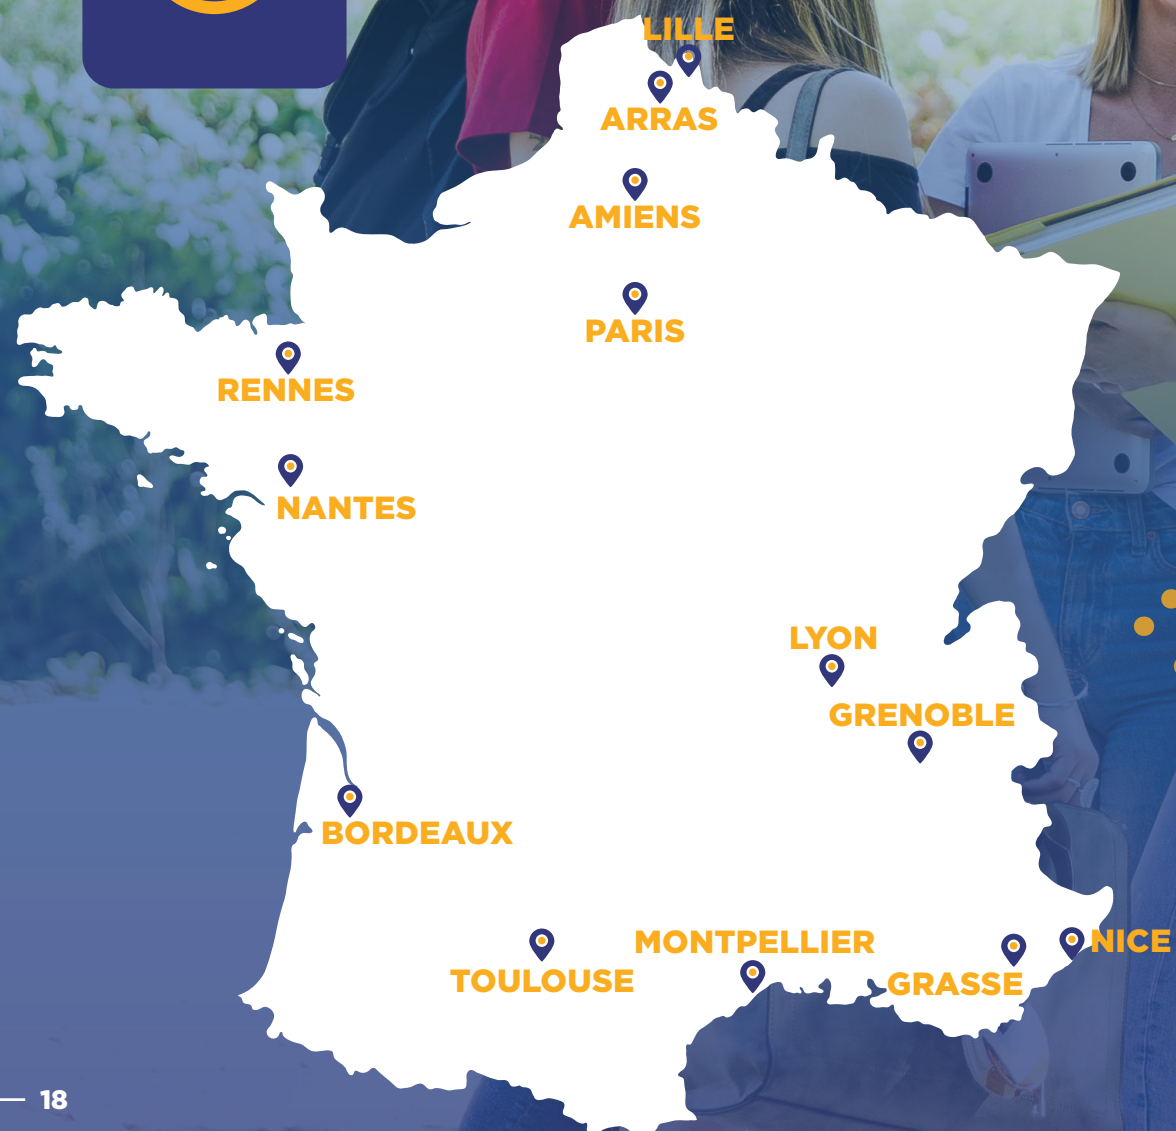 LILLE
ARRAS
AMIENS
PARIS
RENNES
NANTES
LYON
GRENOBLE
BORDEAUX
MONTPELLIER
NICE
TOULOUSE
GRASSE
18